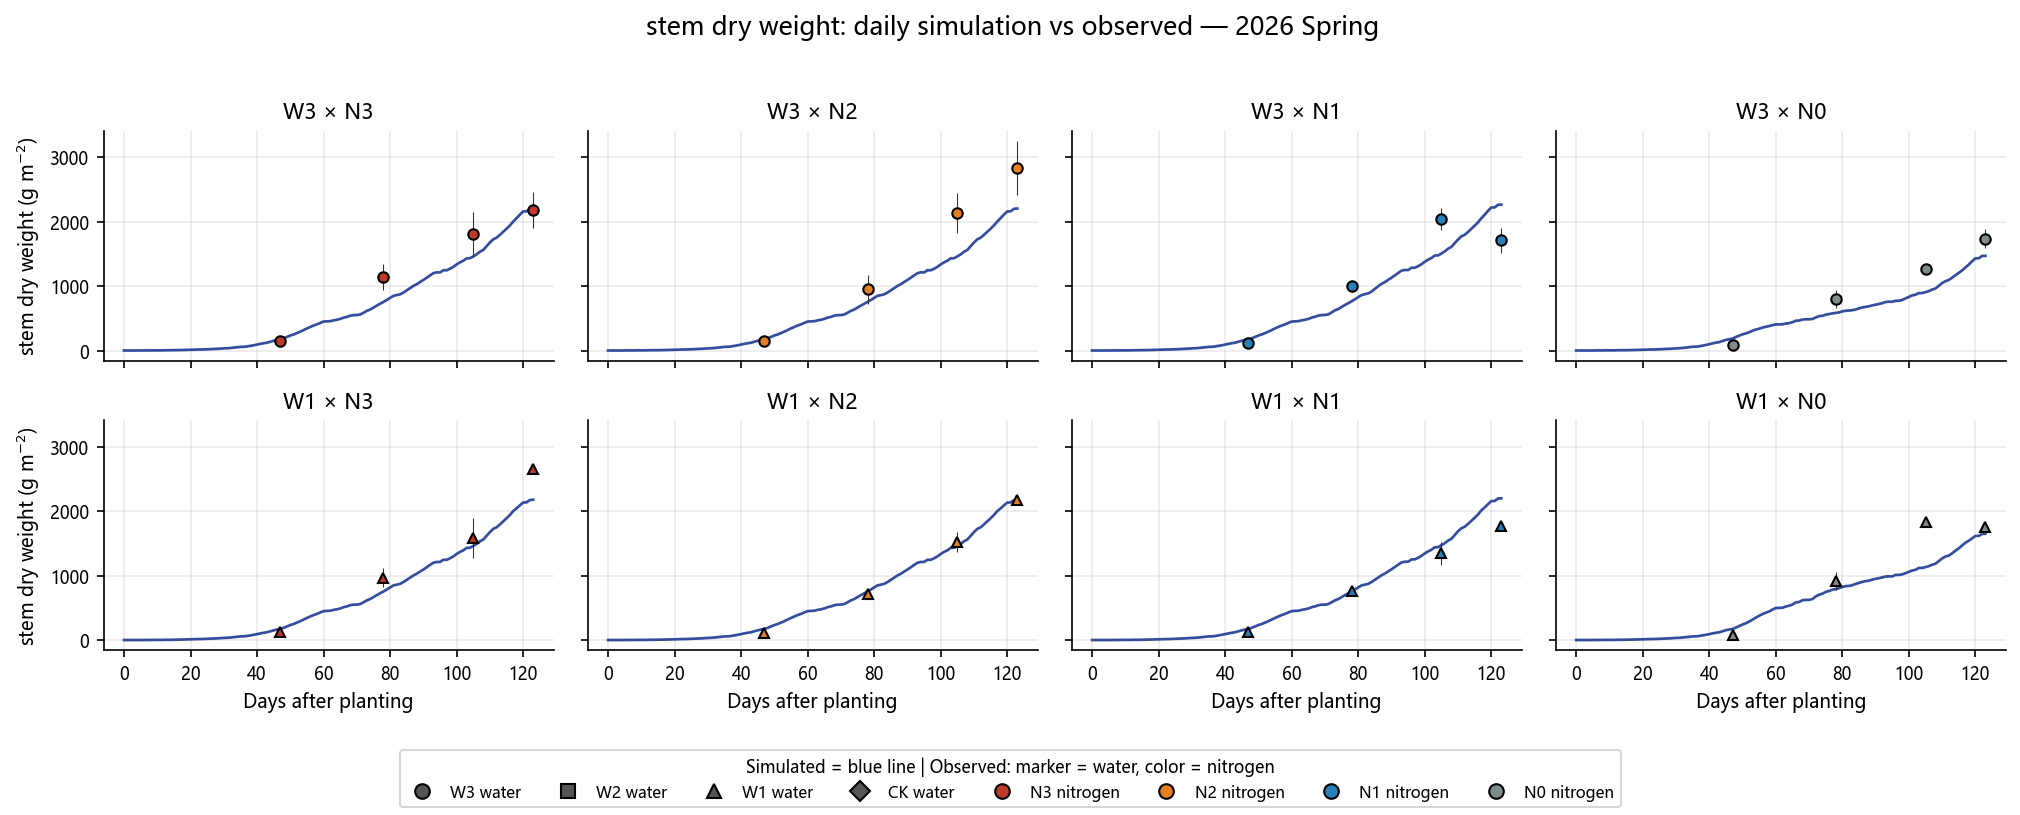 stem dry weight: daily simulation vs observed — 2026 Spring
W3 × N3
W3 × N2
W3 × N1
W3 × N0
stem dry weight (g m⁻²)
3000
2000
1000
0
W1 × N3
W1 × N2
W1 × N1
W1 × N0
stem dry weight (g m⁻²)
3000
2000
1000
0
0 20 40 60 80 100 120
0 20 40 60 80 100 120
0 20 40 60 80 100 120
0 20 40 60 80 100 120
Days after planting
Days after planting
Days after planting
Days after planting
Simulated = blue line | Observed: marker = water, color = nitrogen
W3 water W2 water W1 water CK water N3 nitrogen N2 nitrogen N1 nitrogen N0 nitrogen